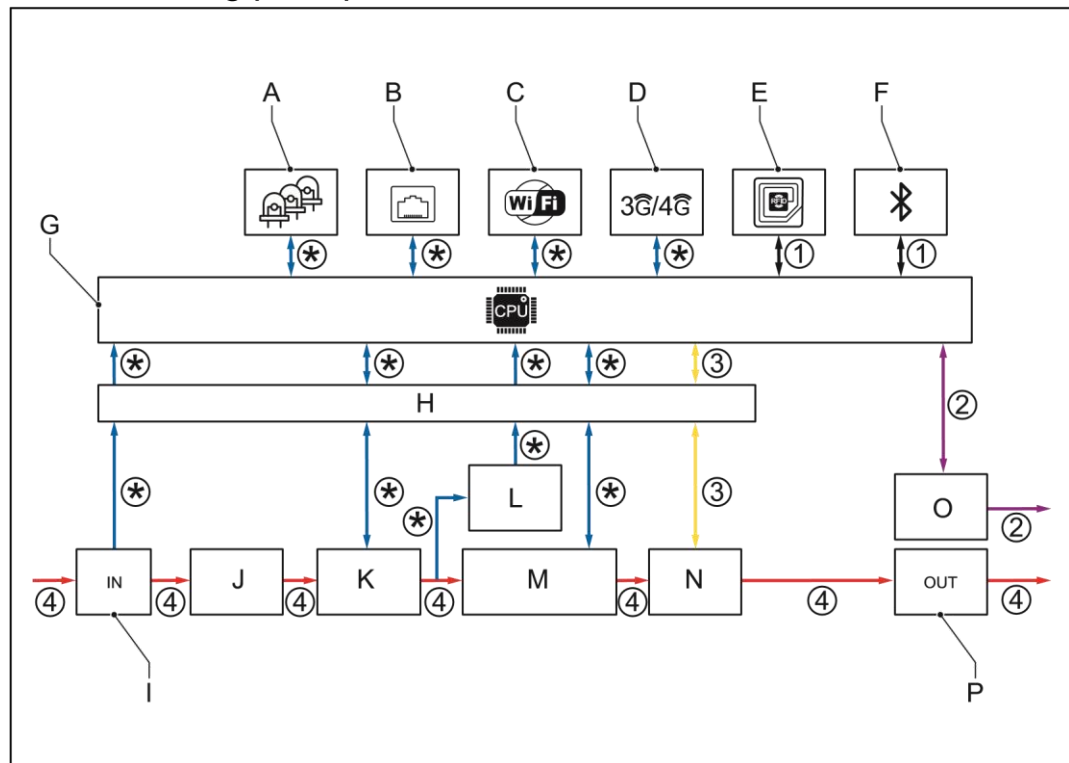 A B C D E F
G
Wi Fi 3G/4G RFID
* * * * 1 1
CPU
* * * * 3
H
2
* * * * 3
* L O
2
4 IN 4 J 4 K 4 M 4 N 4 OUT 4
I P